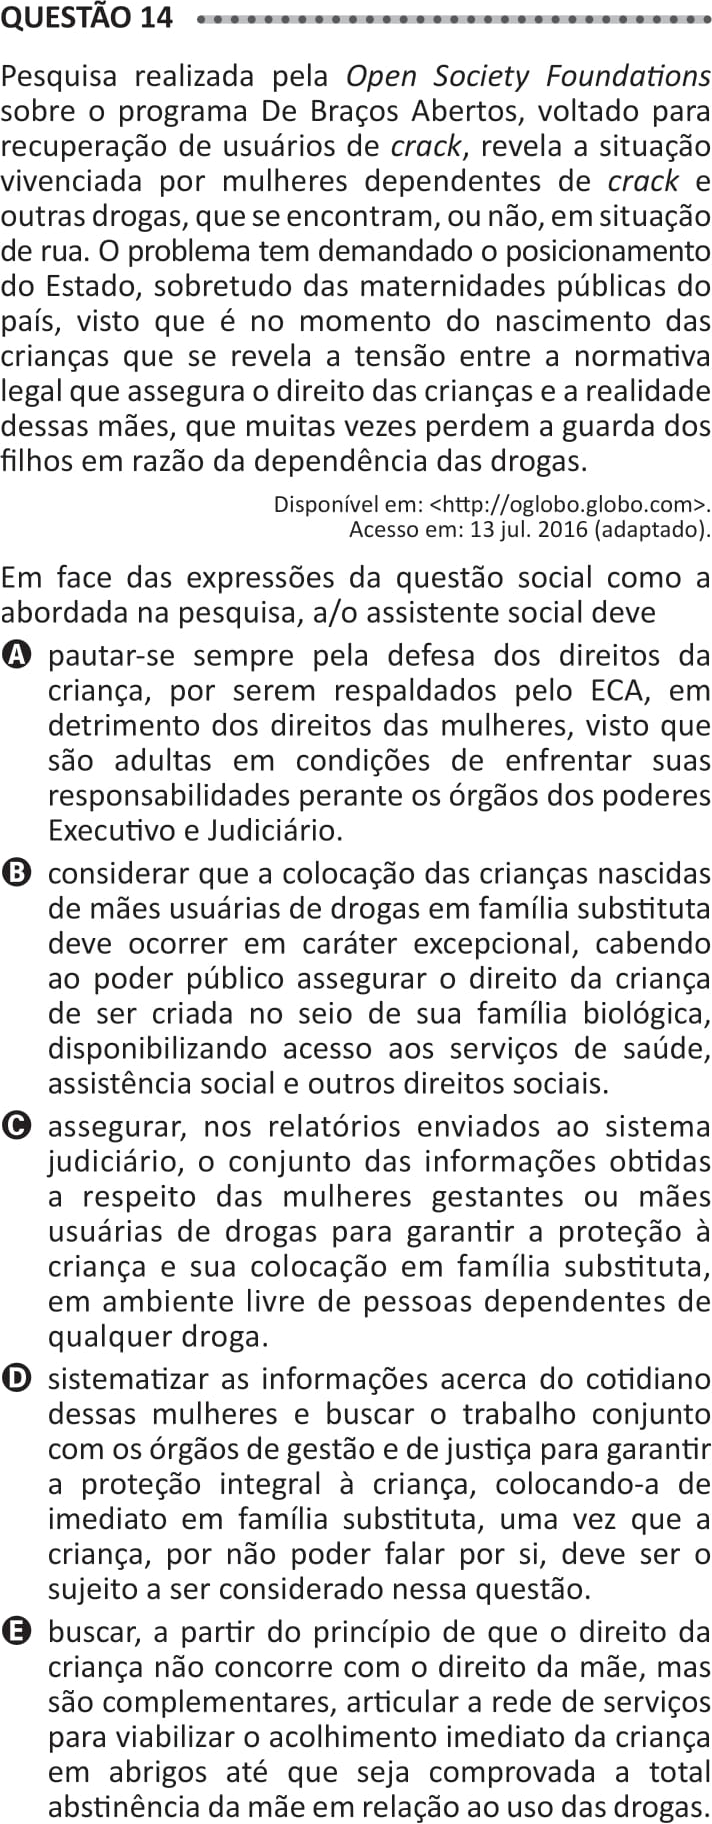 QUESTÃO 14
Pesquisa realizada pela Open Society Foundations
sobre o programa De Braços Abertos, voltado para
recuperação de usuários de crack, revela a situação
vivenciada por mulheres dependentes de crack e
outras drogas, que se encontram, ou não, em situação
de rua. O problema tem demandado o posicionamento
do Estado, sobretudo das maternidades públicas do
país, visto que é no momento do nascimento das
crianças que se revela a tensão entre a normativa
legal que assegura o direito das crianças e a realidade
dessas mães, que muitas vezes perdem a guarda dos
filhos em razão da dependência das drogas.
Disponível em: <http://oglobo.globo.com>.
Acesso em: 13 jul. 2016 (adaptado).
Em face das expressões da questão social como a
abordada na pesquisa, a/o assistente social deve
A pautar-se sempre pela defesa dos direitos da
criança, por serem respaldados pelo ECA, em
detrimento dos direitos das mulheres, visto que
são adultas em condições de enfrentar suas
responsabilidades perante os órgãos dos poderes
Executivo e Judiciário.
B considerar que a colocação das crianças nascidas
de mães usuárias de drogas em família substituta
deve ocorrer em caráter excepcional, cabendo
ao poder público assegurar o direito da criança
de ser criada no seio de sua família biológica,
disponibilizando acesso aos serviços de saúde,
assistência social e outros direitos sociais.
C assegurar, nos relatórios enviados ao sistema
judiciário, o conjunto das informações obtidas
a respeito das mulheres gestantes ou mães
usuárias de drogas para garantir a proteção à
criança e sua colocação em família substituta,
em ambiente livre de pessoas dependentes de
qualquer droga.
D sistematizar as informações acerca do cotidiano
dessas mulheres e buscar o trabalho conjunto
com os órgãos de gestão e de justiça para garantir
a proteção integral à criança, colocando-a de
imediato em família substituta, uma vez que a
criança, por não poder falar por si, deve ser o
sujeito a ser considerado nessa questão.
E buscar, a partir do princípio de que o direito da
criança não concorre com o direito da mãe, mas
são complementares, articular a rede de serviços
para viabilizar o acolhimento imediato da criança
em abrigos até que seja comprovada a total
abstinência da mãe em relação ao uso das drogas.